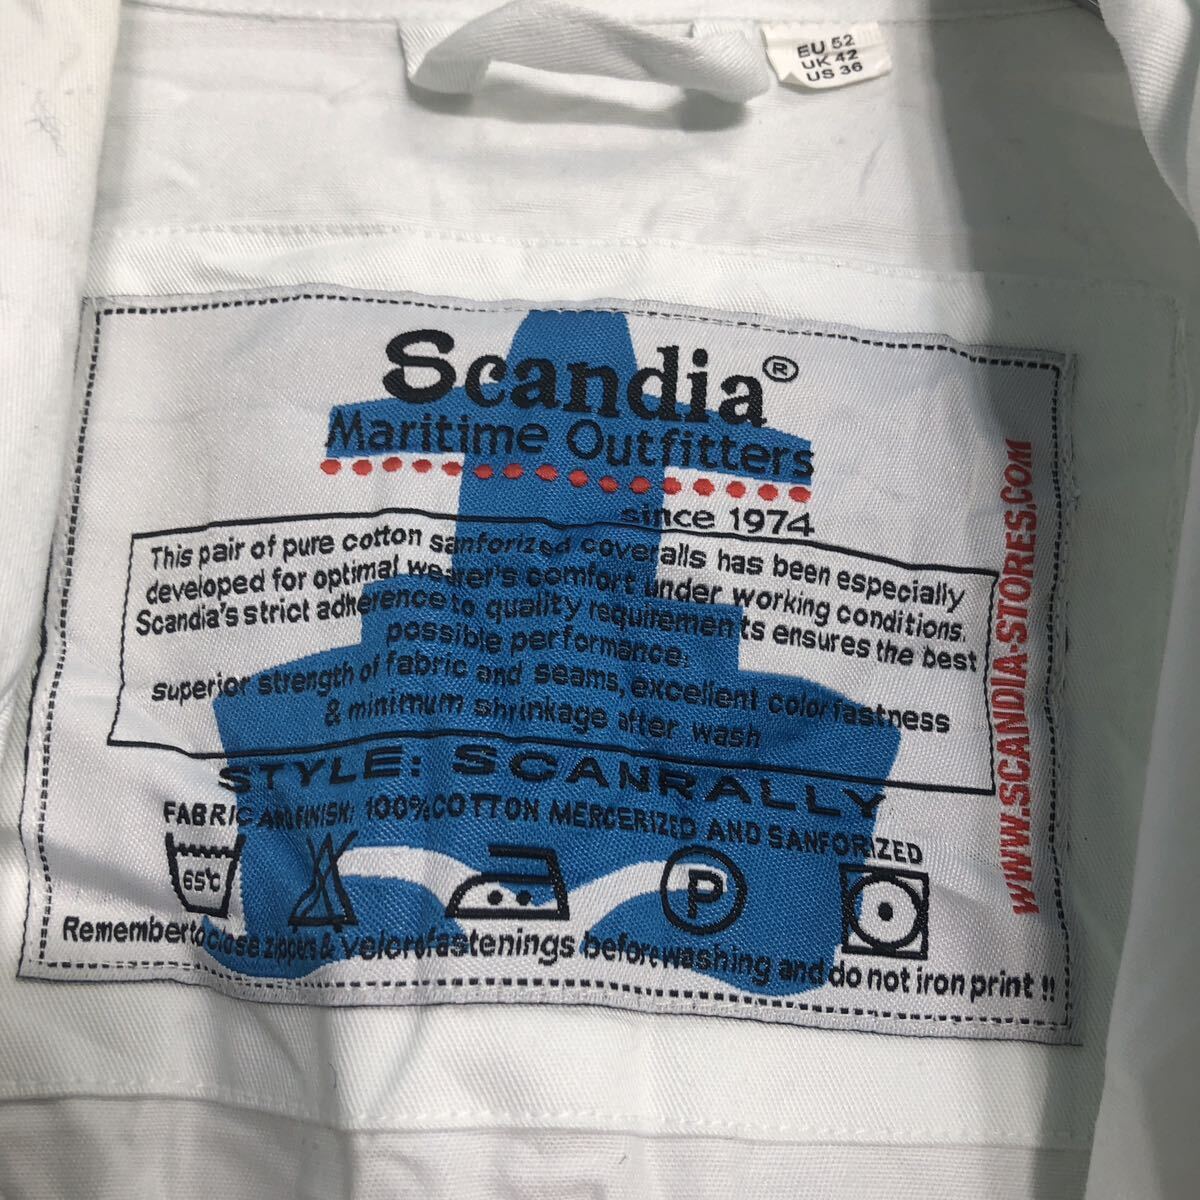 EU 52
UK 42
US 36
Scandia®
Maritime Outfitters
since 1974
This pair of pure cotton sanforized coveralls has been especially
developed for optimal wearer's comfort under working conditions.
Scandia's strict adherence to quality requirements ensures the best
possible performance:
superior strength of fabric and seams, excellent color fastness
& minimum shrinkage after wash
STYLE: SCANRALLY
FABRIC AND FINISH: 100% COTTON MERCERIZED AND SANFORIZED
65°C
P
Remember to close zippers & velcro fastenings before washing and do not iron print !!
WWW.SCANDIA-STORES.COM